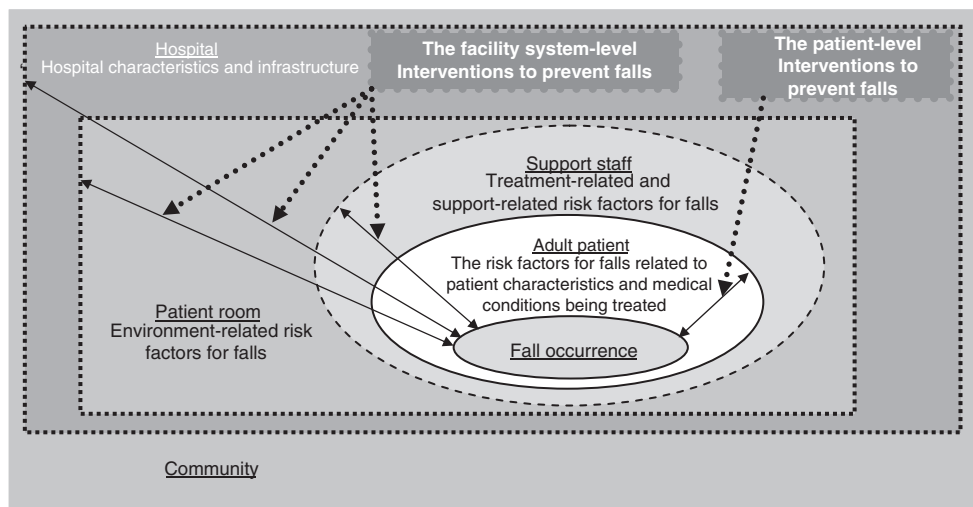 Hospital
Hospital characteristics and infrastructure
The facility system-level
Interventions to prevent falls
The patient-level
Interventions to
prevent falls
Support staff
Treatment-related and
support-related risk factors for falls
Adult patient
The risk factors for falls related to
patient characteristics and medical
conditions being treated
Patient room
Environment-related risk
factors for falls
Fall occurrence
Community